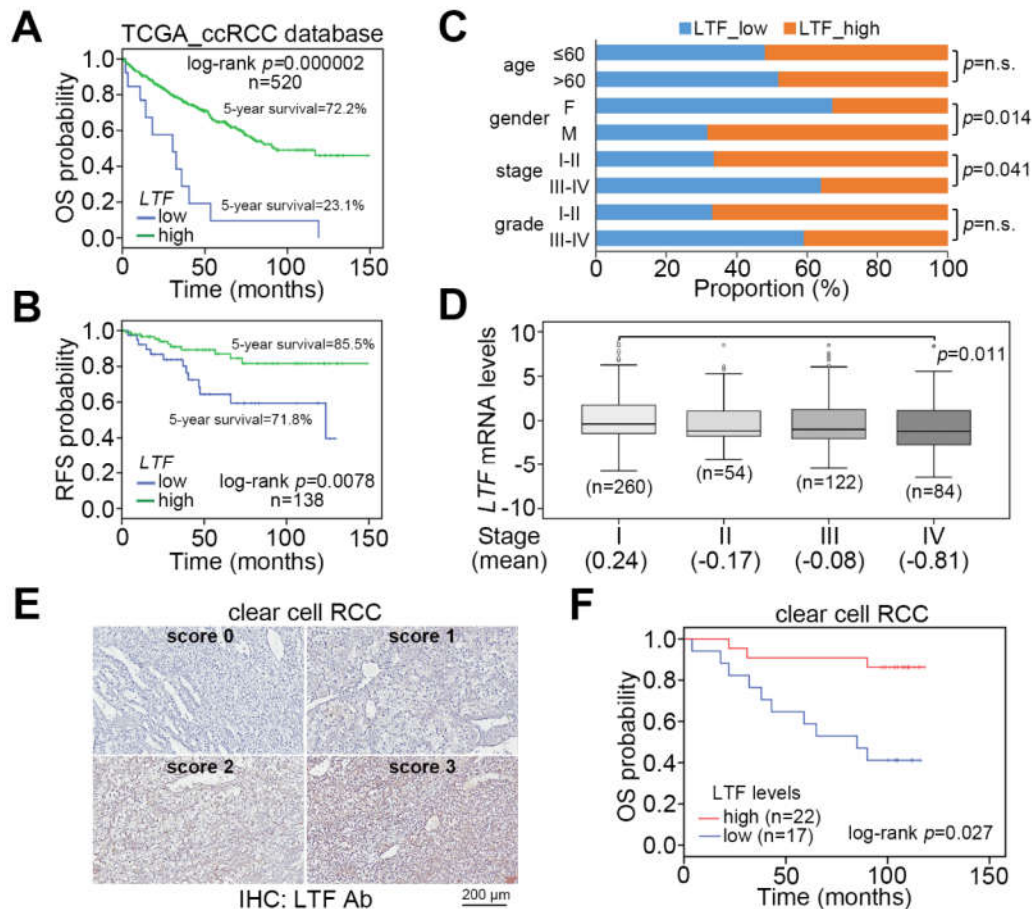 A
TCGA_ccRCC database
log-rank p=0.000002
n=520
5-year survival=72.2%
5-year survival=23.1%
OS probability
1.0
0.8
0.6
0.4
0.2
0.0
LTF
low
high
0 50 100 150
Time (months)
B
RFS probability
1.0
0.8
0.6
0.4
0.2
0.0
5-year survival=85.5%
5-year survival=71.8%
LTF
low
high
log-rank p=0.0078
n=138
0 50 100 150
Time (months)
C
LTF_low LTF_high
age
≤60
>60
p=n.s.
gender
F
M
p=0.014
stage
I-II
III-IV
p=0.041
grade
I-II
III-IV
p=n.s.
0 20 40 60 80 100
Proportion (%)
D
LTF mRNA levels
10
5
0
-5
-10
p=0.011
(n=260) (n=54) (n=122) (n=84)
Stage I II III IV
(mean) (0.24) (-0.17) (-0.08) (-0.81)
E
clear cell RCC
score 0 score 1
score 2 score 3
IHC: LTF Ab
200 µm
F
clear cell RCC
OS probability
1.0
0.8
0.6
0.4
0.2
0.0
LTF levels
high (n=22)
low (n=17)
log-rank p=0.027
0 50 100 150
Time (months)